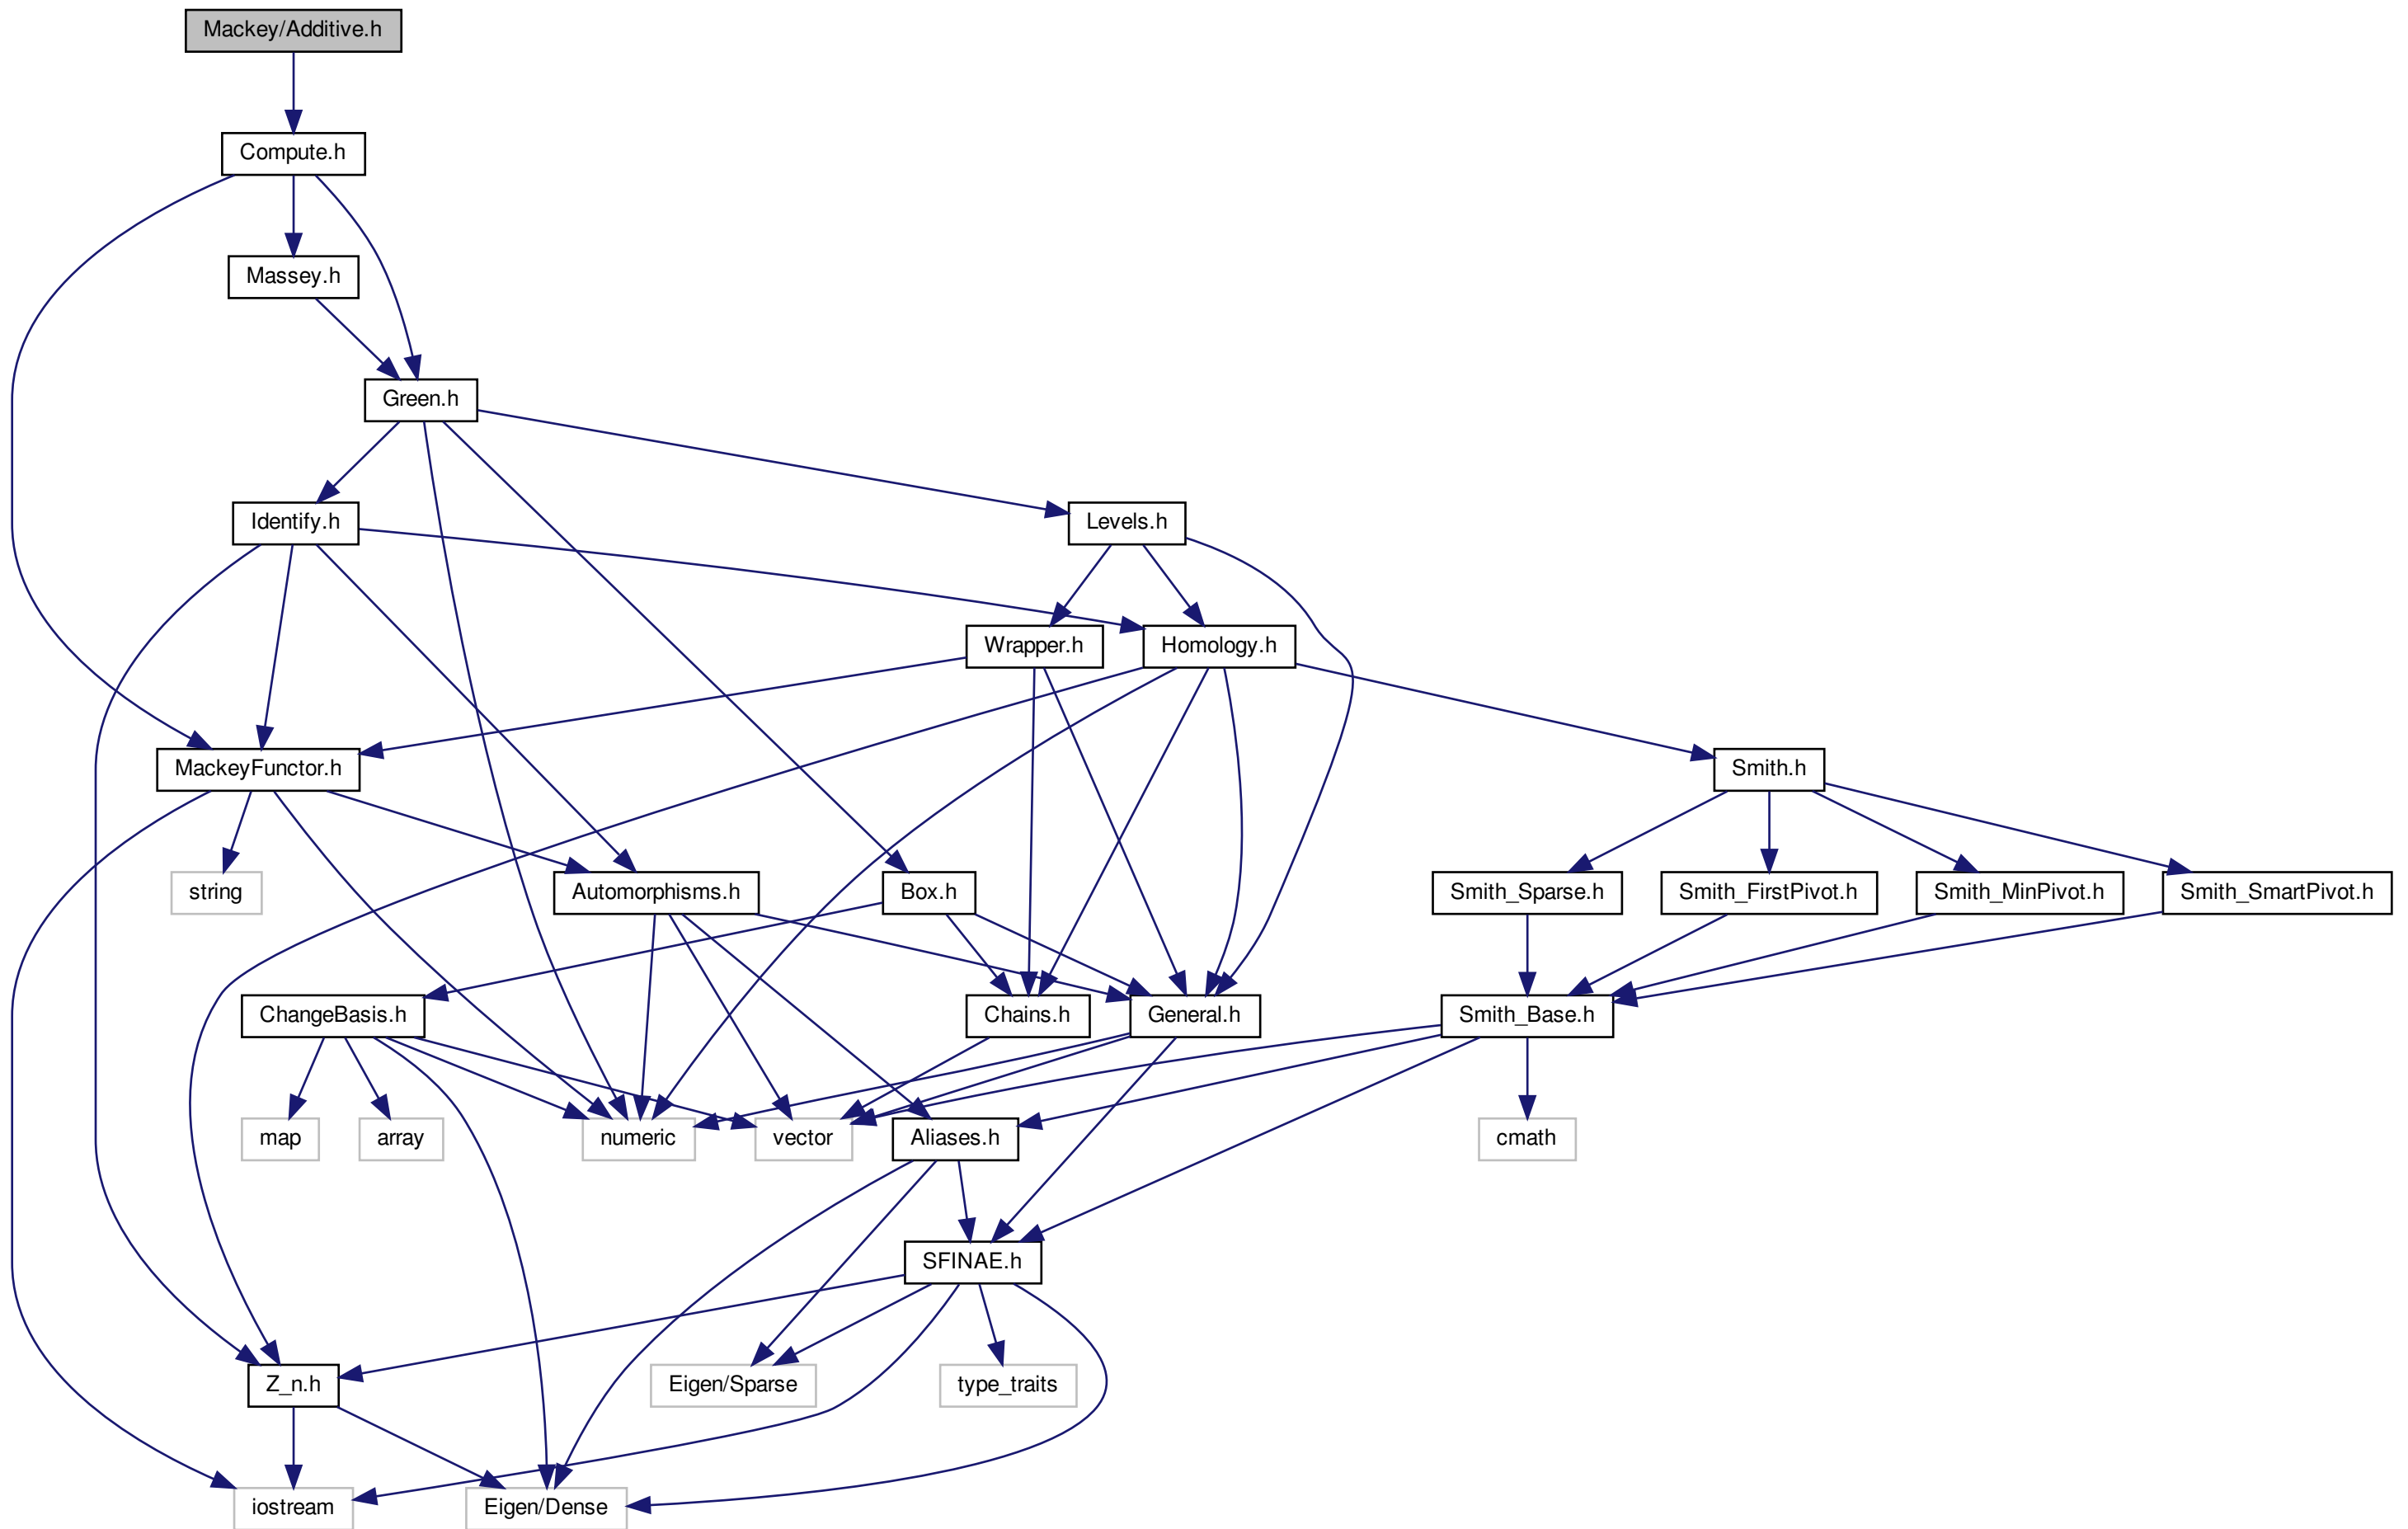 Mackey/Additive.h
Compute.h
Massey.h
Green.h
Identify.h
Levels.h
Wrapper.h
Homology.h
MackeyFunctor.h
Smith.h
string
Automorphisms.h
Box.h
Smith_Sparse.h
Smith_FirstPivot.h
Smith_MinPivot.h
Smith_SmartPivot.h
ChangeBasis.h
Chains.h
General.h
Smith_Base.h
map
array
numeric
vector
Aliases.h
cmath
SFINAE.h
Z_n.h
Eigen/Sparse
type_traits
iostream
Eigen/Dense